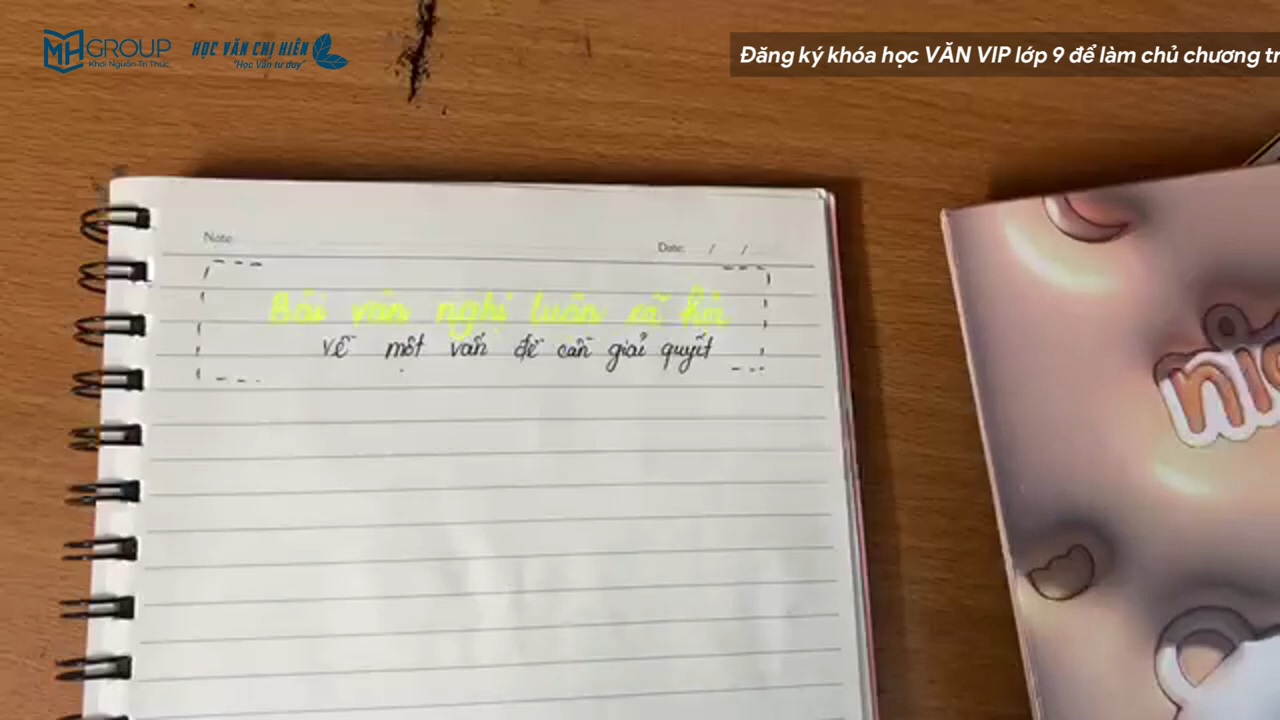 MH GROUP
Khơi Nguồn Tri Thức
HỌC VĂN CHỊ HIÊN
"Học Văn tư duy"
Đăng ký khóa học VĂN VIP lớp 9 để làm chủ chương tr
Note:
Date: / /
Bài văn nghị luận xã hội
về một vấn đề cần giải quyết